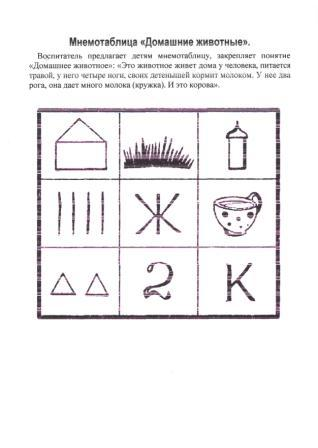 Мнемотаблица «Домашние животные».
Воспитатель предлагает детям мнемотаблицу, закрепляет понятие
«Домашнее животное»: «Это животное живет дома у человека, питается
травой, у него четыре ноги, своих детенышей кормит молоком. У нее два
рога, она дает много молока (кружка). И это корова».
Ж
2
К